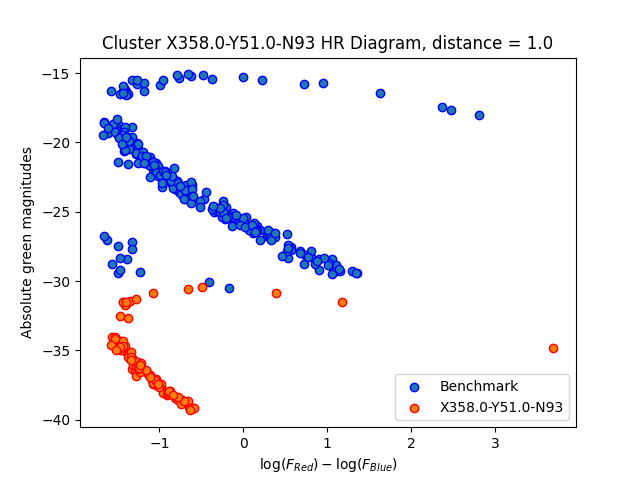 Cluster X358.0-Y51.0-N93 HR Diagram, distance = 1.0
Absolute green magnitudes
−15
−20
−25
−30
−35
−40
−1
0
1
2
3
log(F_Red) − log(F_Blue)
Benchmark
X358.0-Y51.0-N93